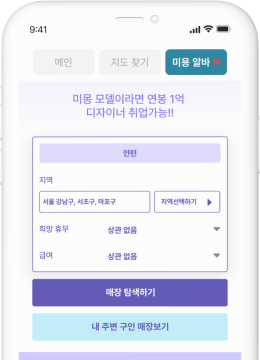 9:41
메인
지도 찾기
미용 알바 N
미몽 모델이라면 연봉 1억
디자이너 취업가능!!
인턴
지역
서울 강남구, 서초구, 마포구
지역선택하기
희망 휴무
상관 없음
급여
상관 없음
매장 탐색하기
내 주변 구인 매장보기